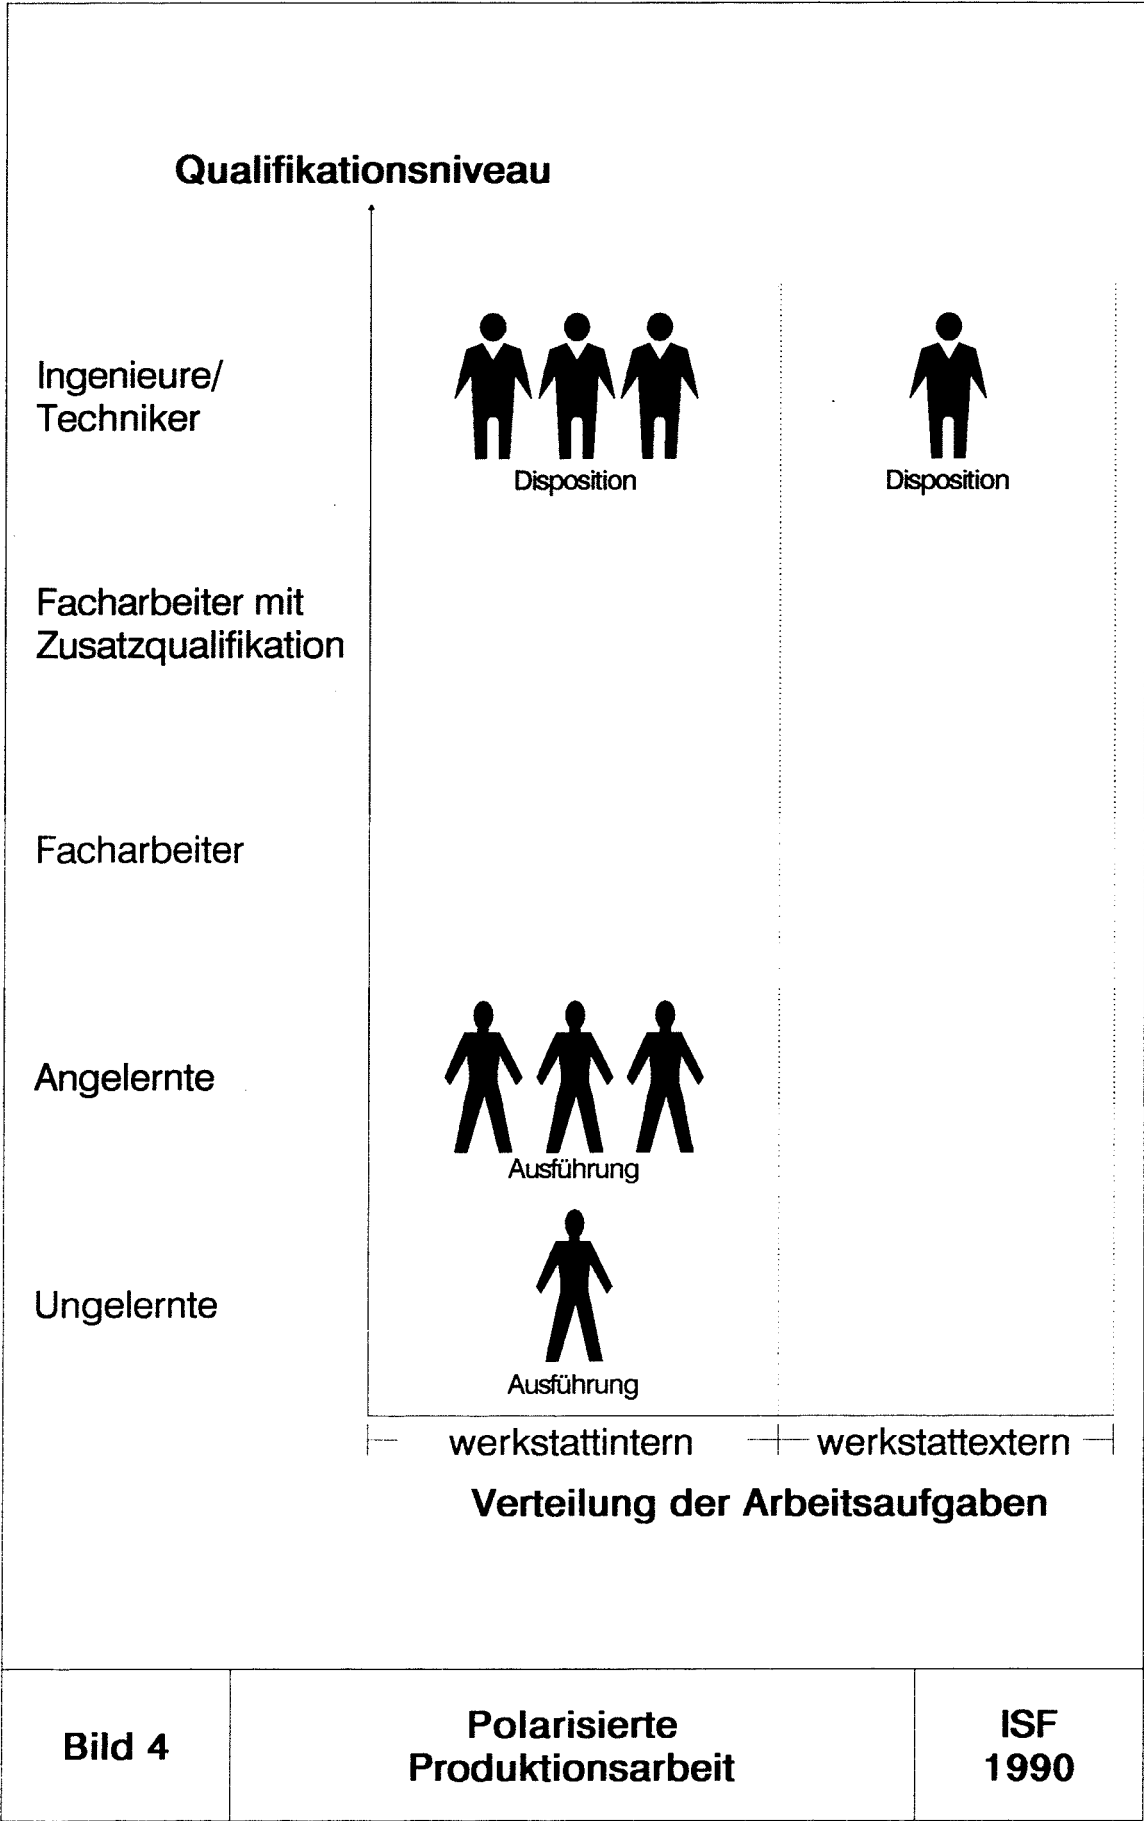 Qualifikationsniveau
Ingenieure/
Techniker
Disposition
Disposition
Facharbeiter mit
Zusatzqualifikation
Facharbeiter
Angelernte
Ausführung
Ungelernte
Ausführung
werkstattintern
werkstattextern
Verteilung der Arbeitsaufgaben
Bild 4
Polarisierte
Produktionsarbeit
ISF
1990